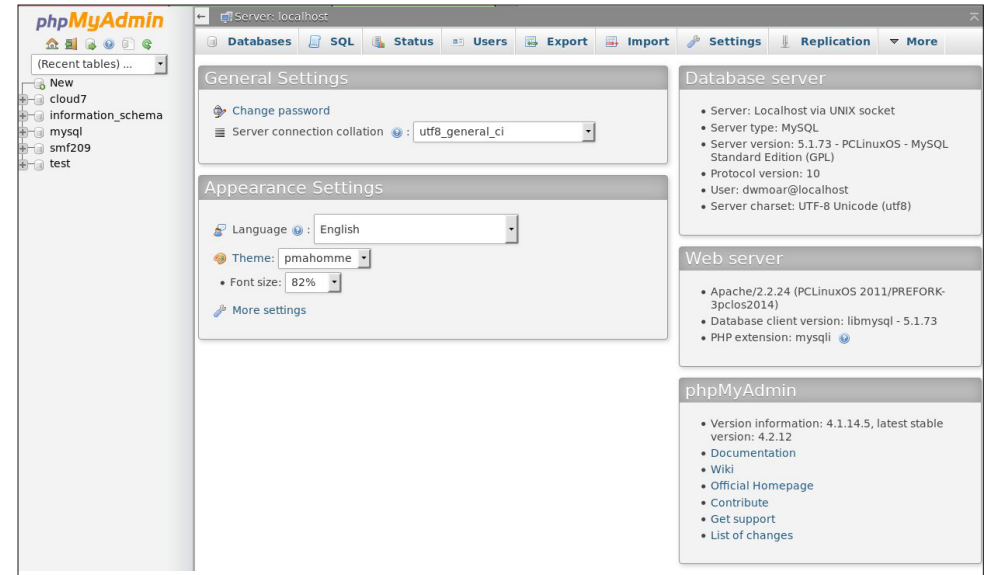 phpMyAdmin
(Recent tables) ...
New
cloud7
information_schema
mysql
smf209
test
Server: localhost
Databases
SQL
Status
Users
Export
Import
Settings
Replication
More
General Settings
Change password
Server connection collation : utf8_general_ci
Appearance Settings
Language : English
Theme: pmahomme
Font size: 82%
More settings
Database server
Server: Localhost via UNIX socket
Server type: MySQL
Server version: 5.1.73 - PCLinuxOS - MySQL
Standard Edition (GPL)
Protocol version: 10
User: dwmoar@localhost
Server charset: UTF-8 Unicode (utf8)
Web server
Apache/2.2.24 (PCLinuxOS 2011/PREFORK-
3pclos2014)
Database client version: libmysql - 5.1.73
PHP extension: mysqli
phpMyAdmin
Version information: 4.1.14.5, latest stable
version: 4.2.12
Documentation
Wiki
Official Homepage
Contribute
Get support
List of changes